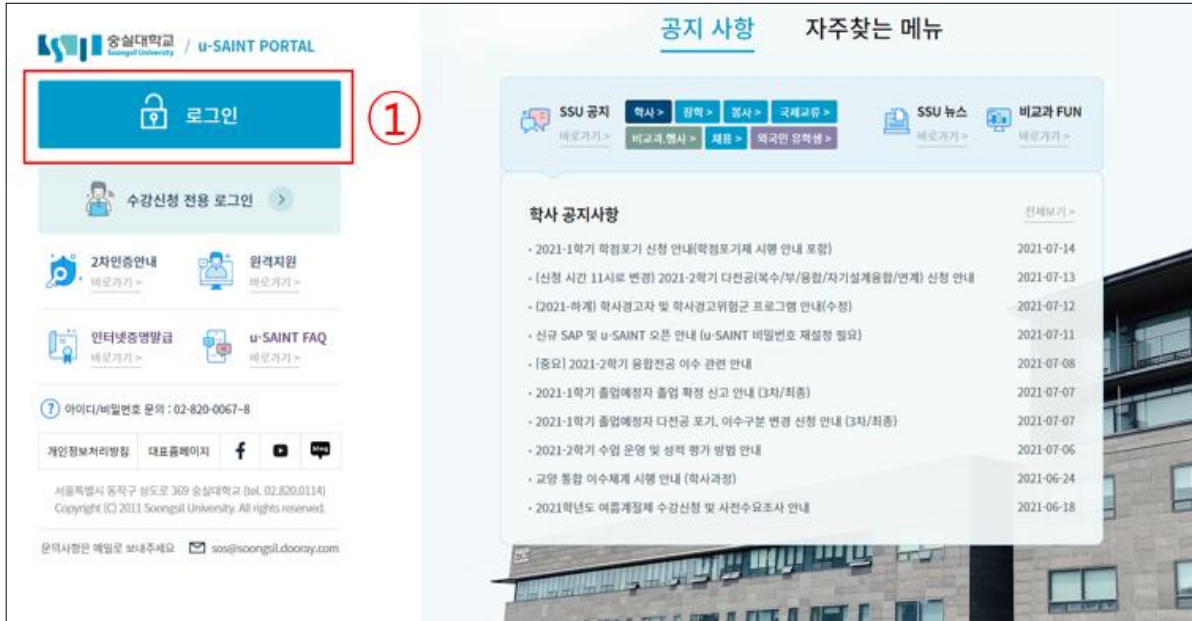 숭실대학교
Soongsil University
/ u-SAINT PORTAL
로그인
①
수강신청 전용 로그인
2차인증안내
바로가기 >
원격지원
바로가기 >
인터넷증명발급
바로가기 >
u-SAINT FAQ
바로가기 >
? 아이디/비밀번호 문의 : 02-820-0067~8
개인정보처리방침
대표홈페이지
blog
서울특별시 동작구 상도로 369 숭실대학교 (tel. 02.820.0114)
Copyright (C) 2011 Soongsil University. All rights reserved.
문의사항은 메일로 보내주세요
sos@soongsil.dooray.com
공지 사항
자주찾는 메뉴
SSU 공지
바로가기 >
학사 >
장학 >
봉사 >
국제교류 >
비교과.행사 >
채용 >
외국인 유학생 >
SSU 뉴스
바로가기 >
비교과 FUN
바로가기 >
학사 공지사항
전체보기 >
· 2021-1학기 학점포기 신청 안내(학점포기제 시행 안내 포함) 2021-07-14
· (신청 시간 11시로 변경) 2021-2학기 다전공(복수/부/융합/자기설계융합/연계) 신청 안내 2021-07-13
· (2021-하계) 학사경고자 및 학사경고위험군 프로그램 안내(수정) 2021-07-12
· 신규 SAP 및 u-SAINT 오픈 안내 (u-SAINT 비밀번호 재설정 필요) 2021-07-11
· [중요] 2021-2학기 융합전공 이수 관련 안내 2021-07-08
· 2021-1학기 졸업예정자 졸업 확정 신고 안내 (3차/최종) 2021-07-07
· 2021-1학기 졸업예정자 다전공 포기, 이수구분 변경 신청 안내 (3차/최종) 2021-07-07
· 2021-2학기 수업 운영 및 성적 평가 방법 안내 2021-07-06
· 교양 통합 이수체계 시행 안내 (학사과정) 2021-06-24
· 2021학년도 여름계절제 수강신청 및 사전수요조사 안내 2021-06-18